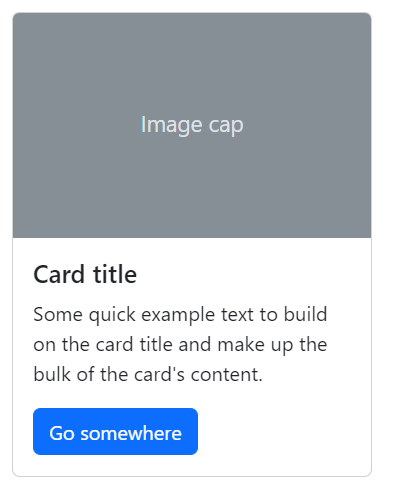 Image cap
Card title
Some quick example text to build
on the card title and make up the
bulk of the card's content.
Go somewhere